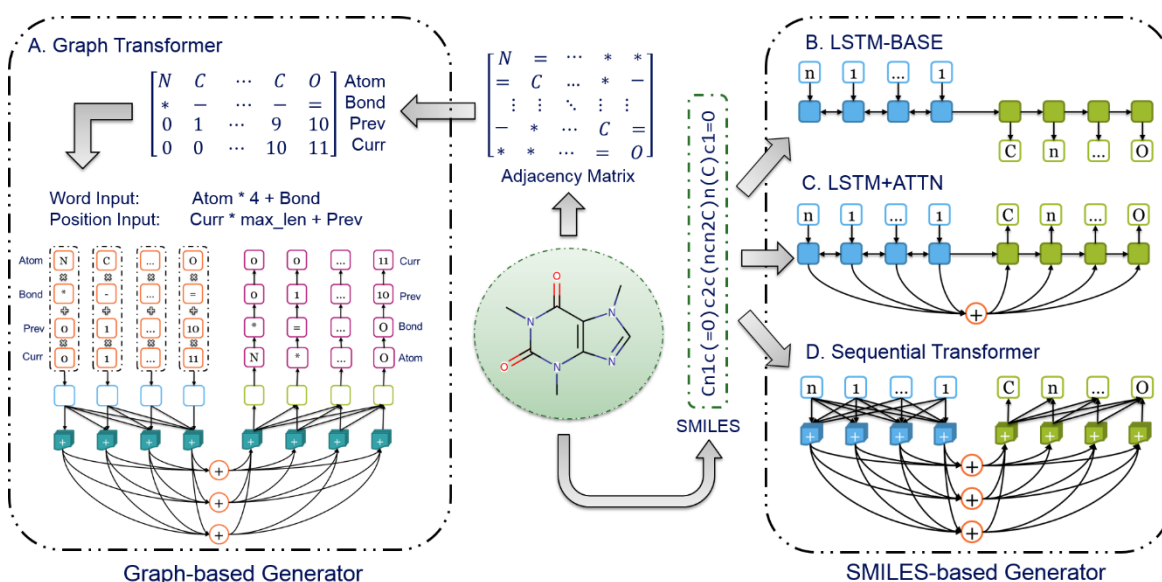 A. Graph Transformer
N C ⋯ C O Atom
* − ⋯ − = Bond
0 1 ⋯ 9 10 Prev
0 0 ⋯ 10 11 Curr
Word Input: Atom * 4 + Bond
Position Input: Curr * max_len + Prev
Atom N C ... O 0 0 ... 11 Curr
Bond * - ... = 0 1 ... 10 Prev
Prev 0 1 ... 10 * = ... O Bond
Curr 0 1 ... 11 N * ... O Atom
+ + + + + + + +
+
+
+
Graph-based Generator
N = ⋯ * *
= C ... * −
⋮ ⋮ ⋱ ⋮ ⋮
− * ⋯ C =
* * ⋯ = O
Adjacency Matrix
O
N
N
O
N
N
Cn1c(=O)c2c(ncn2C)n(C)c1=O
SMILES
B. LSTM-BASE
n 1 ... 1
C n ... O
C. LSTM+ATTN
n 1 ... 1 C n ... O
+
D. Sequential Transformer
n 1 ... 1 C n ... O
+ + + + + + + +
+
+
+
SMILES-based Generator